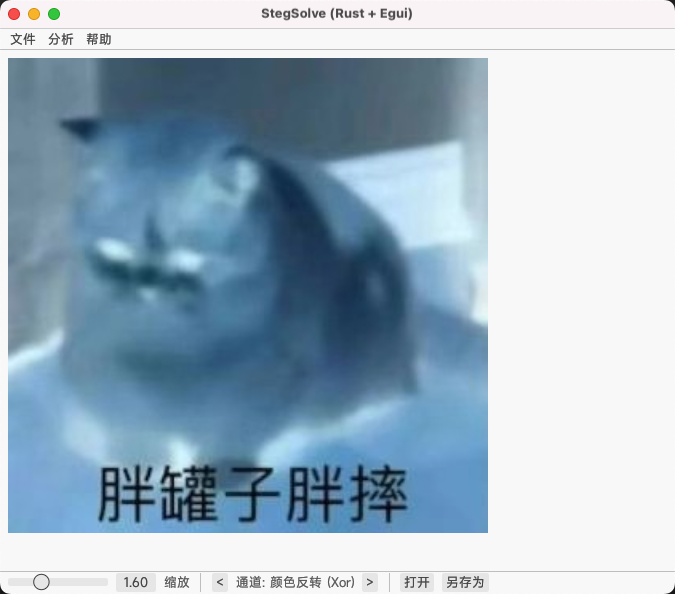 StegSolve (Rust + Egui)
文件 分析 帮助
胖罐子胖摔
1.60 缩放 < 通道: 颜色反转 (Xor) > 打开 另存为